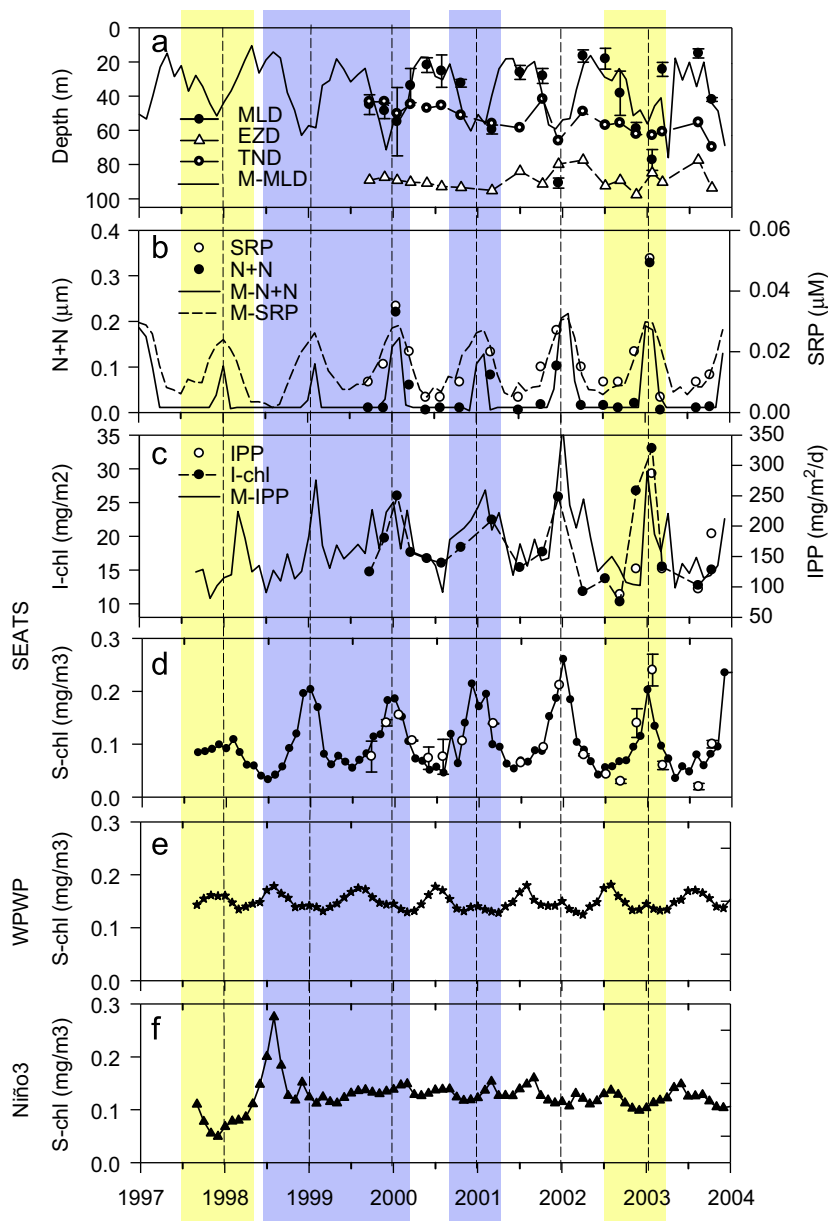 a
0
20
40
60
80
100
Depth (m)
MLD
EZD
TND
M-MLD
b
0.4
0.3
0.2
0.1
0.0
N+N (μm)
SRP
N+N
M-N+N
M-SRP
0.06
0.04
0.02
0.00
SRP (μM)
c
35
30
25
20
15
10
I-chl (mg/m2)
IPP
I-chl
M-IPP
350
300
250
200
150
100
50
IPP (mg/m²/d)
SEATS
d
0.3
0.2
0.1
0.0
S-chl (mg/m3)
WPWP
e
0.3
0.2
0.1
0.0
S-chl (mg/m3)
Niño3
f
0.3
0.2
0.1
0.0
S-chl (mg/m3)
1997 1998 1999 2000 2001 2002 2003 2004